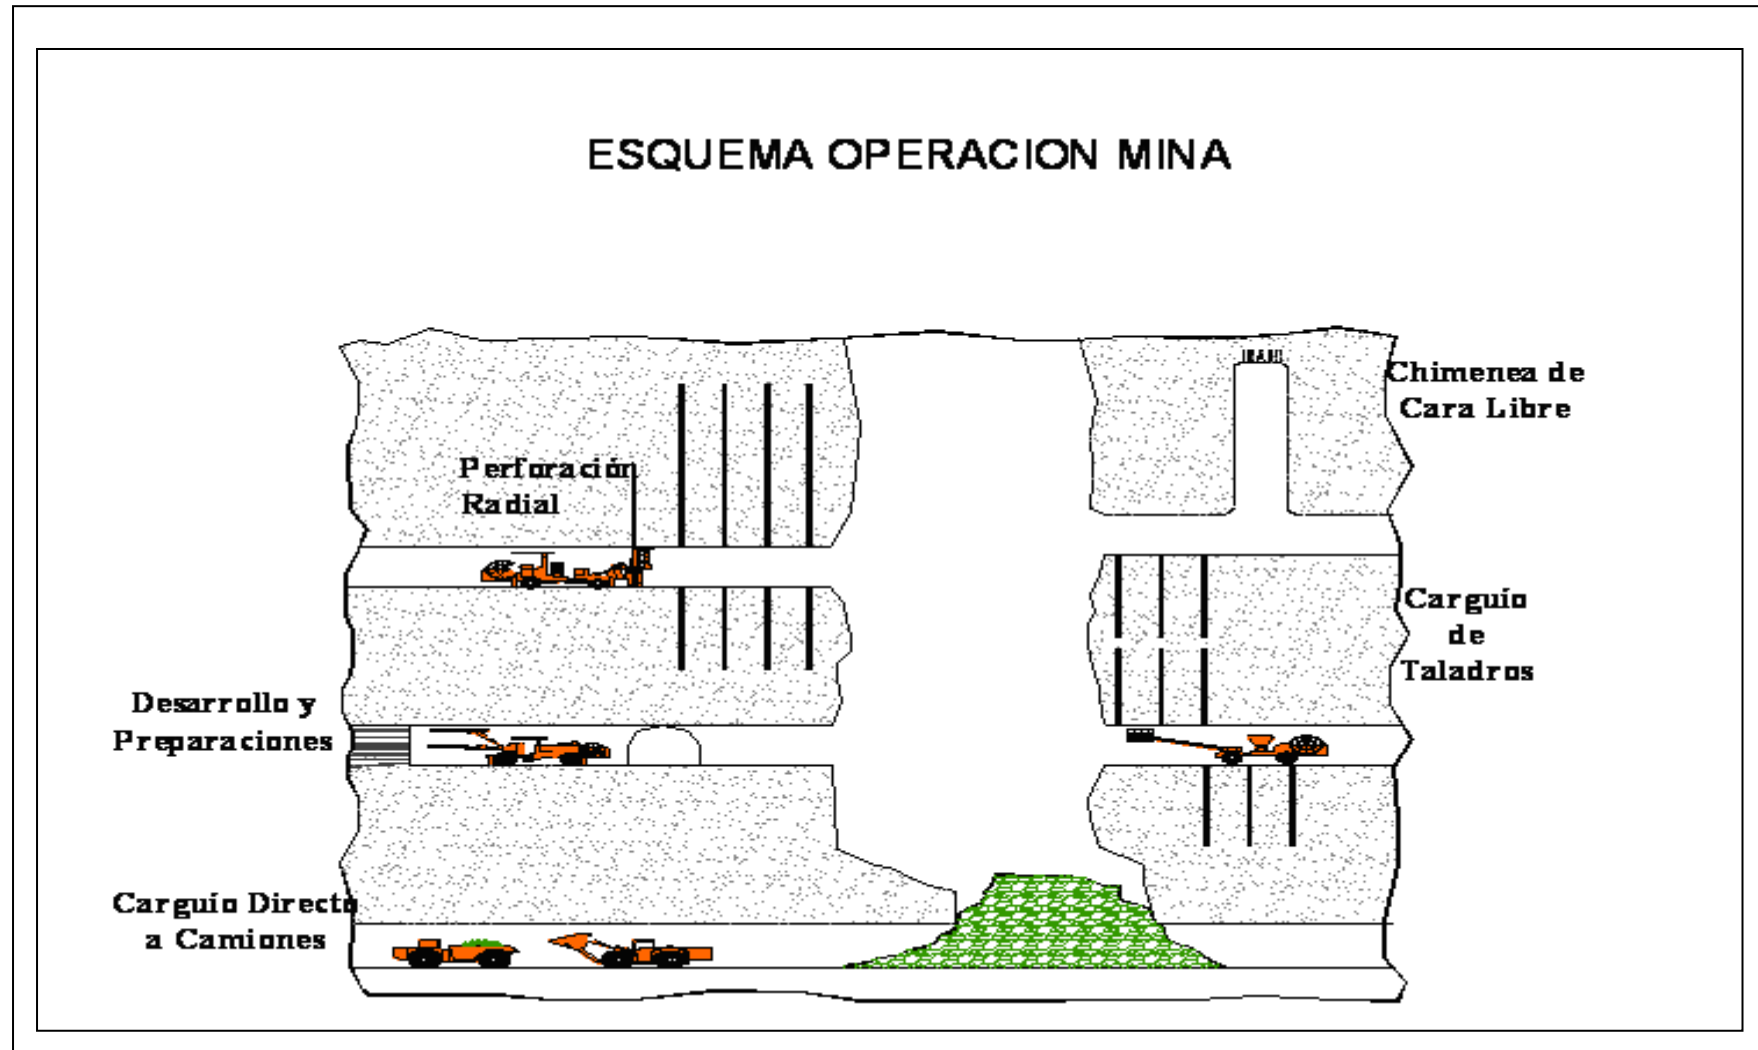 ESQUEMA OPERACION MINA
Chimenea de
Cara Libre
Perforación
Radial
Carguío
de
Taladros
Desarrollo y
Preparaciones
Carguío Directo
a Camiones